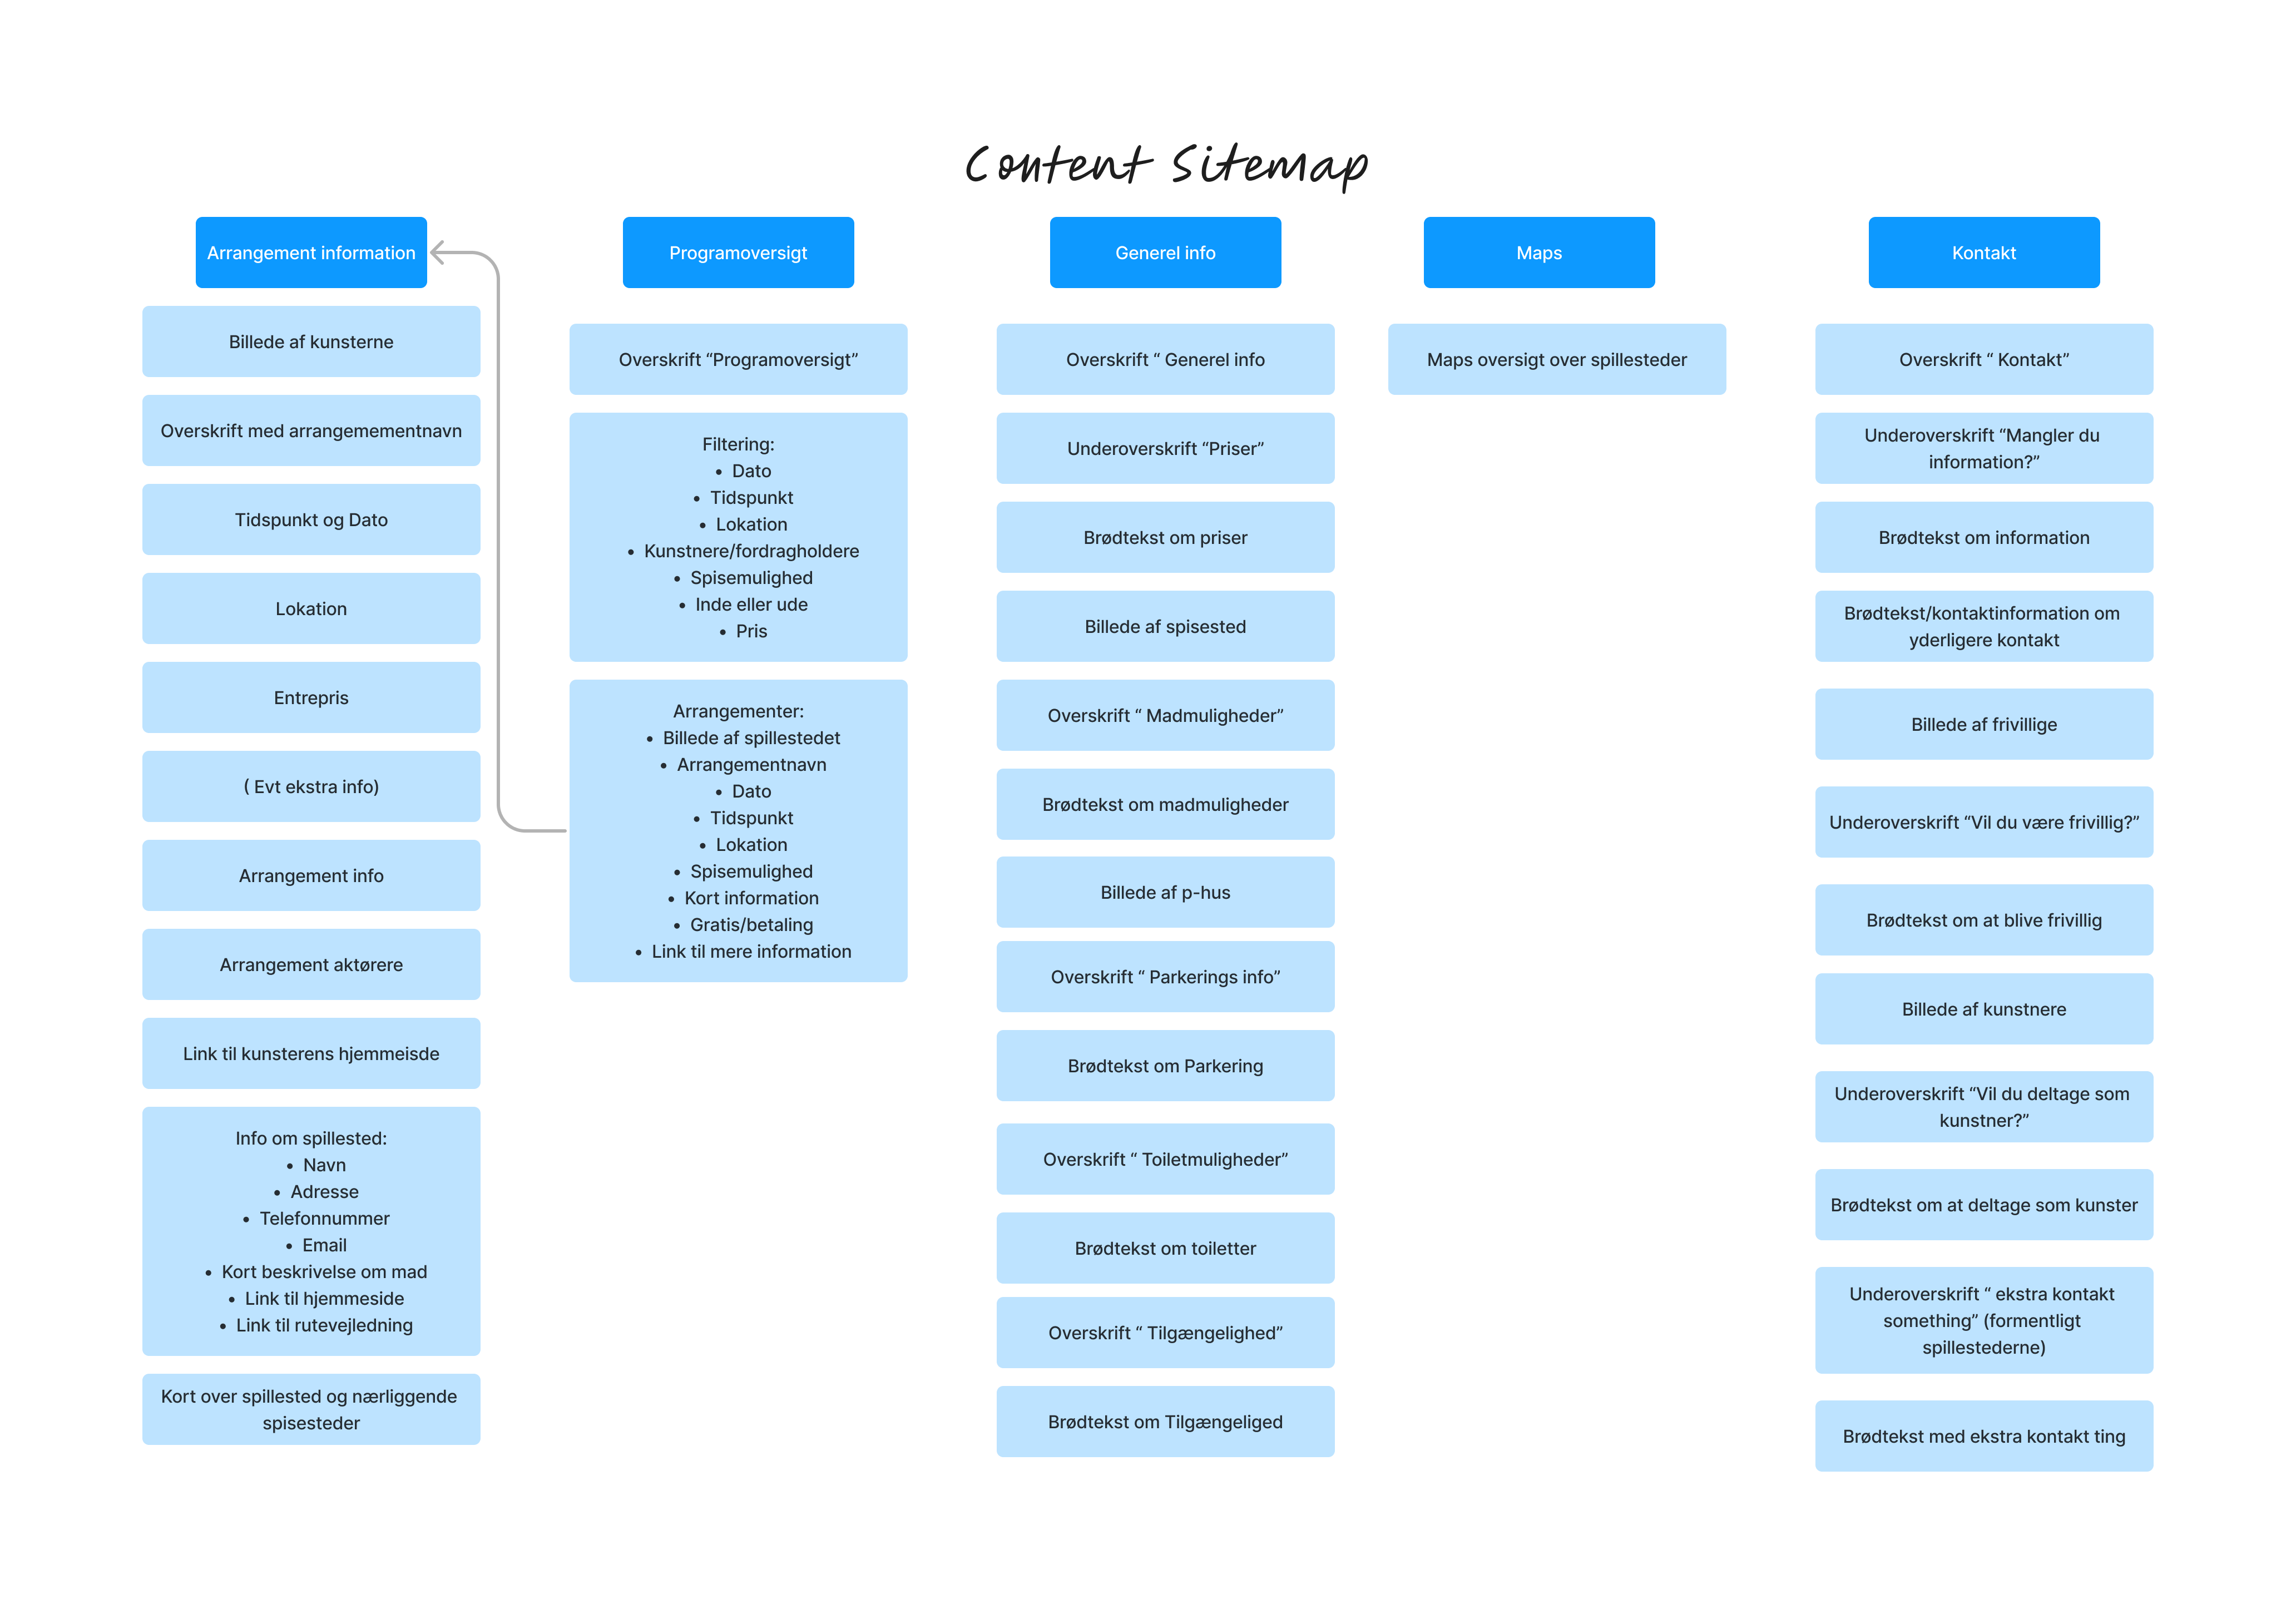 Content Sitemap
Arrangement information
Billede af kunsterne
Overskrift med arrangemementnavn
Tidspunkt og Dato
Lokation
Entrepris
( Evt ekstra info)
Arrangement info
Arrangement aktørere
Link til kunsterens hjemmeisde
Info om spillested:
• Navn
• Adresse
• Telefonnummer
• Email
• Kort beskrivelse om mad
• Link til hjemmeside
• Link til rutevejledning
Kort over spillested og nærliggende
spisesteder
Programoversigt
Overskrift “Programoversigt”
Filtering:
• Dato
• Tidspunkt
• Lokation
• Kunstnere/fordragholdere
• Spisemulighed
• Inde eller ude
• Pris
Arrangementer:
• Billede af spillestedet
• Arrangementnavn
• Dato
• Tidspunkt
• Lokation
• Spisemulighed
• Kort information
• Gratis/betaling
• Link til mere information
Generel info
Overskrift “ Generel info
Underoverskrift “Priser”
Brødtekst om priser
Billede af spisested
Overskrift “ Madmuligheder”
Brødtekst om madmuligheder
Billede af p-hus
Overskrift “ Parkerings info”
Brødtekst om Parkering
Overskrift “ Toiletmuligheder”
Brødtekst om toiletter
Overskrift “ Tilgængelighed”
Brødtekst om Tilgængeliged
Maps
Maps oversigt over spillesteder
Kontakt
Overskrift “ Kontakt”
Underoverskrift “Mangler du
information?”
Brødtekst om information
Brødtekst/kontaktinformation om
yderligere kontakt
Billede af frivillige
Underoverskrift “Vil du være frivillig?”
Brødtekst om at blive frivillig
Billede af kunstnere
Underoverskrift “Vil du deltage som
kunstner?”
Brødtekst om at deltage som kunster
Underoverskrift “ ekstra kontakt
something” (formentligt
spillestederne)
Brødtekst med ekstra kontakt ting